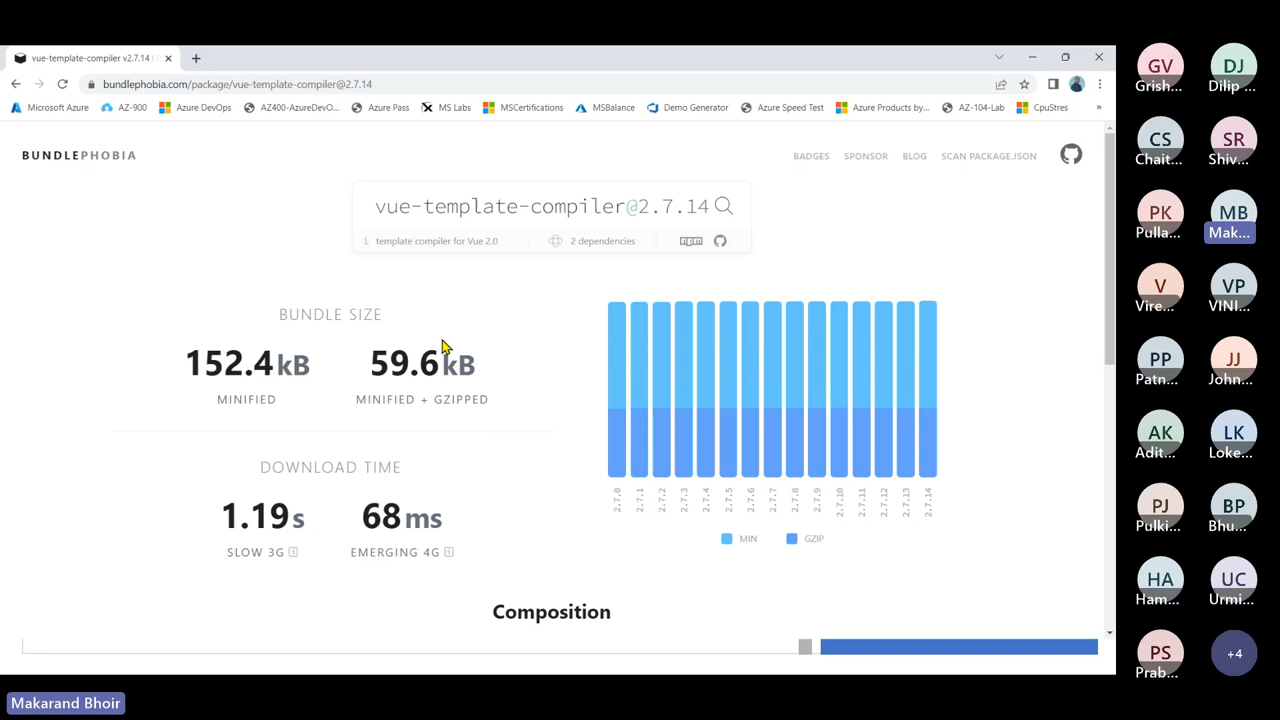 vue-template-compiler v2.7.14 |
bundlephobia.com/package/vue-template-compiler@2.7.14
Microsoft Azure AZ-900 Azure DevOps AZ400-AzureDevO... Azure Pass MS Labs MSCertifications MSBalance Demo Generator Azure Speed Test Azure Products by... AZ-104-Lab CpuStres »
BUNDLEPHOBIA
BADGES SPONSOR BLOG SCAN PACKAGE.JSON
vue-template-compiler@2.7.14
template compiler for Vue 2.0 2 dependencies npm
BUNDLE SIZE
152.4 kB 59.6 kB
MINIFIED MINIFIED + GZIPPED
DOWNLOAD TIME
1.19 s 68 ms
SLOW 3G EMERGING 4G
2.7.0 2.7.1 2.7.2 2.7.3 2.7.4 2.7.5 2.7.6 2.7.7 2.7.8 2.7.9 2.7.10 2.7.11 2.7.12 2.7.13 2.7.14
MIN GZIP
Composition
GV DJ
Grish... Dilip ...
CS SR
Chait... Shiv...
PK MB
Pulla... Mak...
V VP
Vire... VINI...
PP JJ
Patn... John...
AK LK
Adit... Loke...
PJ BP
Pulki... Bhu...
HA UC
Ham... Urmi...
PS +4
Prab...
Makarand Bhoir